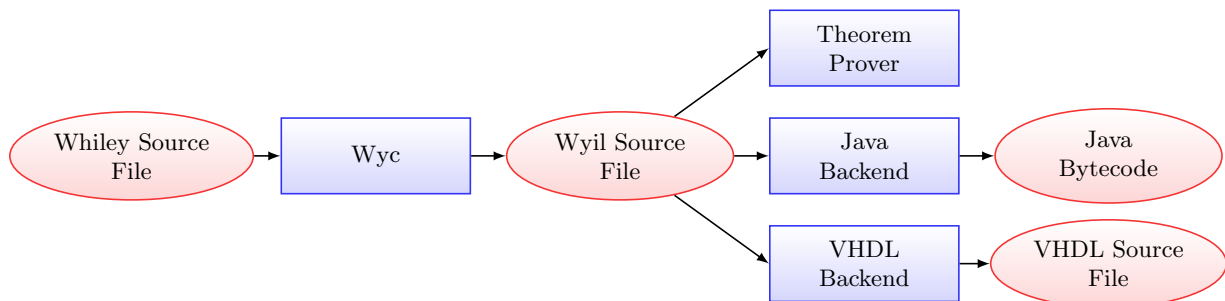 Theorem
Prover
Whiley Source
File
Wyc
Wyil Source
File
Java
Backend
Java
Bytecode
VHDL
Backend
VHDL Source
File